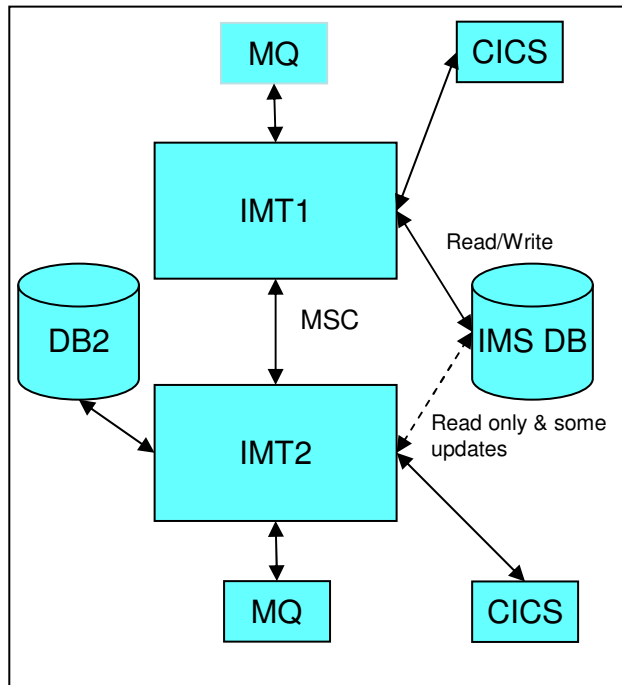 MQ
CICS
IMT1
Read/Write
MSC
DB2
IMS DB
Read only & some
updates
IMT2
MQ
CICS